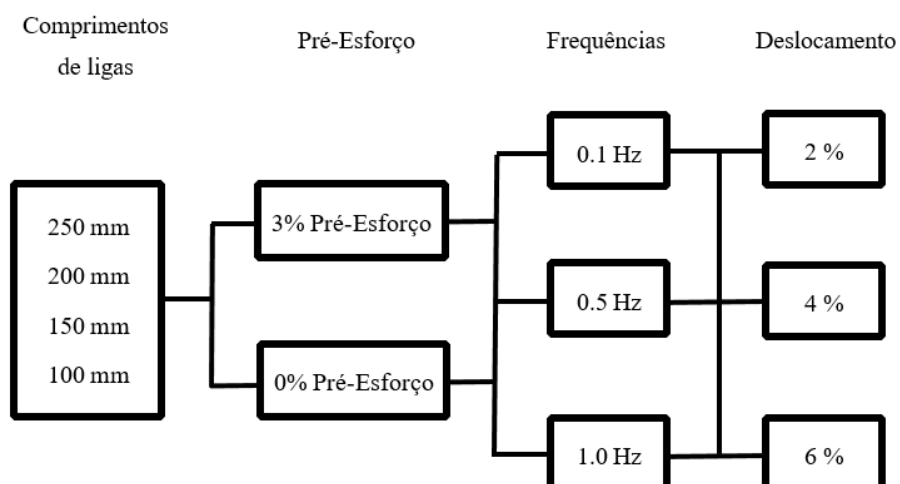 Comprimentos
de ligas
Pré-Esforço
Frequências
Deslocamento
250 mm
200 mm
150 mm
100 mm
3% Pré-Esforço
0% Pré-Esforço
0.1 Hz
0.5 Hz
1.0 Hz
2 %
4 %
6 %